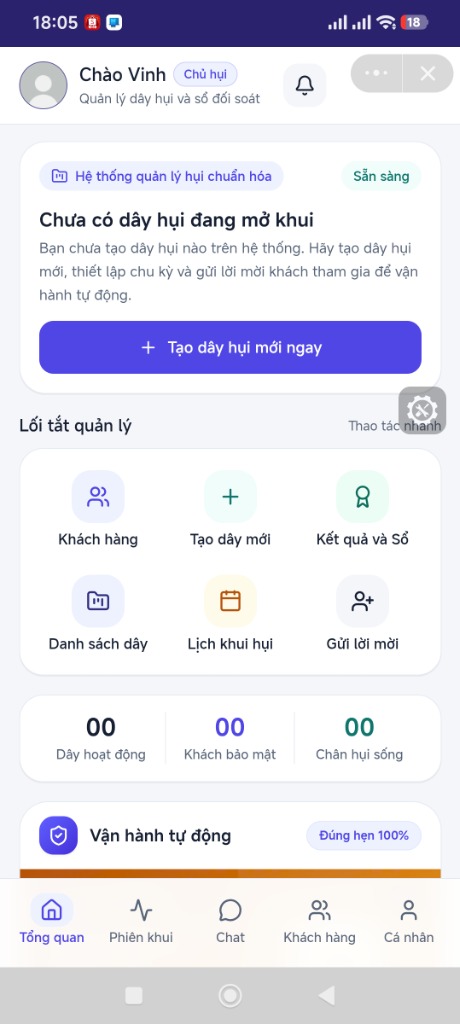 18:05
18
Chào Vinh
Chủ hụi
Quản lý dây hụi và sổ đối soát
Hệ thống quản lý hụi chuẩn hóa
Sẵn sàng
Chưa có dây hụi đang mở khui
Bạn chưa tạo dây hụi nào trên hệ thống. Hãy tạo dây hụi
mới, thiết lập chu kỳ và gửi lời mời khách tham gia để vận
hành tự động.
+ Tạo dây hụi mới ngay
Lối tắt quản lý
Thao tác nhanh
Khách hàng
Tạo dây mới
Kết quả và Sổ
Danh sách dây
Lịch khui hụi
Gửi lời mời
00
00
00
Dây hoạt động
Khách bảo mật
Chân hụi sống
Vận hành tự động
Đúng hẹn 100%
Tổng quan
Phiên khui
Chat
Khách hàng
Cá nhân